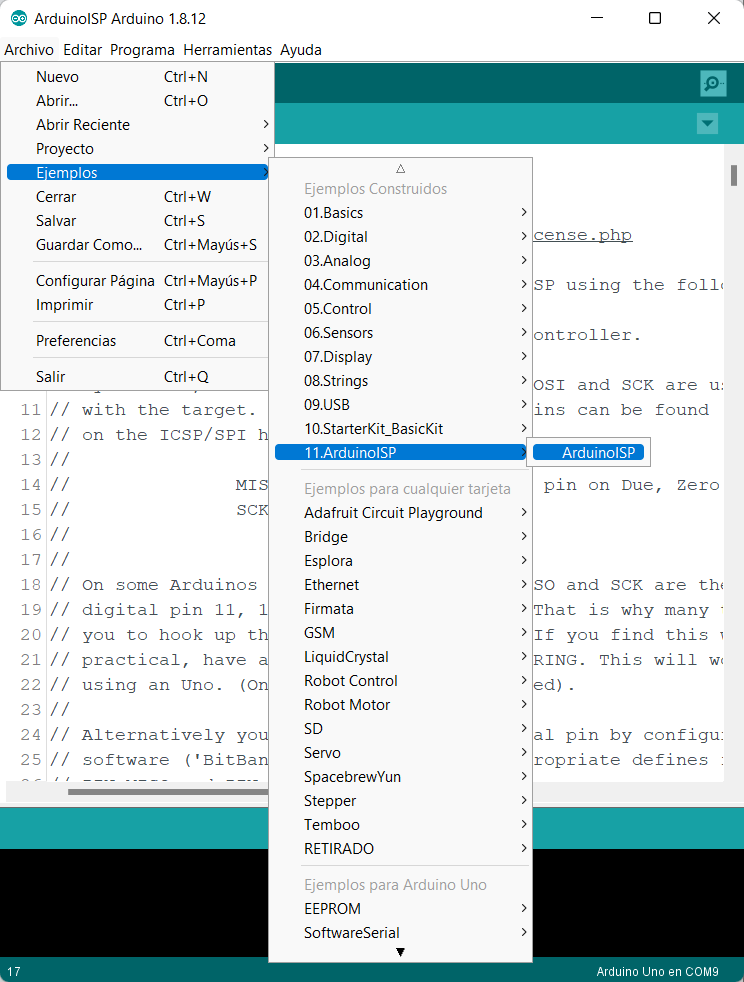 ArduinoISP Arduino 1.8.12
Archivo Editar Programa Herramientas Ayuda
Nuevo Ctrl+N
Abrir... Ctrl+O
Abrir Reciente
Proyecto
Ejemplos
Cerrar Ctrl+W
Salvar Ctrl+S
Guardar Como... Ctrl+Mayús+S
Configurar Página Ctrl+Mayús+P
Imprimir Ctrl+P
Preferencias Ctrl+Coma
Salir Ctrl+Q
Ejemplos Construidos
01.Basics
02.Digital
03.Analog
04.Communication
05.Control
06.Sensors
07.Display
08.Strings
09.USB
10.StarterKit_BasicKit
11.ArduinoISP
ArduinoISP
Ejemplos para cualquier tarjeta
Adafruit Circuit Playground
Bridge
Esplora
Ethernet
Firmata
GSM
LiquidCrystal
Robot Control
Robot Motor
SD
Servo
SpacebrewYun
Stepper
Temboo
RETIRADO
Ejemplos para Arduino Uno
EEPROM
SoftwareSerial
cense.php
SP using the foll
ontroller.
OSI and SCK are us
11 // with the target. ins can be found
12 // on the ICSP/SPI h
13 //
14 // MIS pin on Due, Zero
15 // SCK
16 //
17 //
18 // On some Arduinos SO and SCK are the
19 // digital pin 11, 1 That is why many
20 // you to hook up th If you find this w
21 // practical, have a RING. This will wo
22 // using an Uno. (On ed).
23 //
24 // Alternatively you al pin by configu
25 // software ('BitBan ropriate defines
17
Arduino Uno en COM9